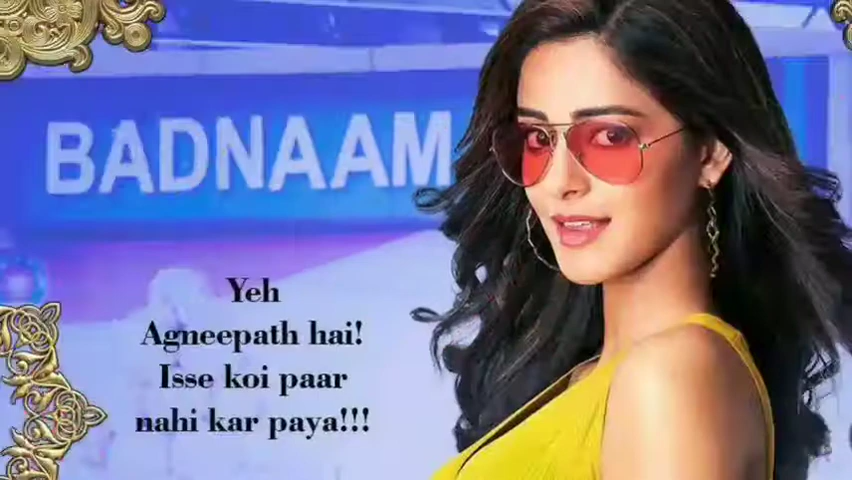 BADNAAM
Yeh
Agneepath hai!
Isse koi paar
nahi kar paya!!!